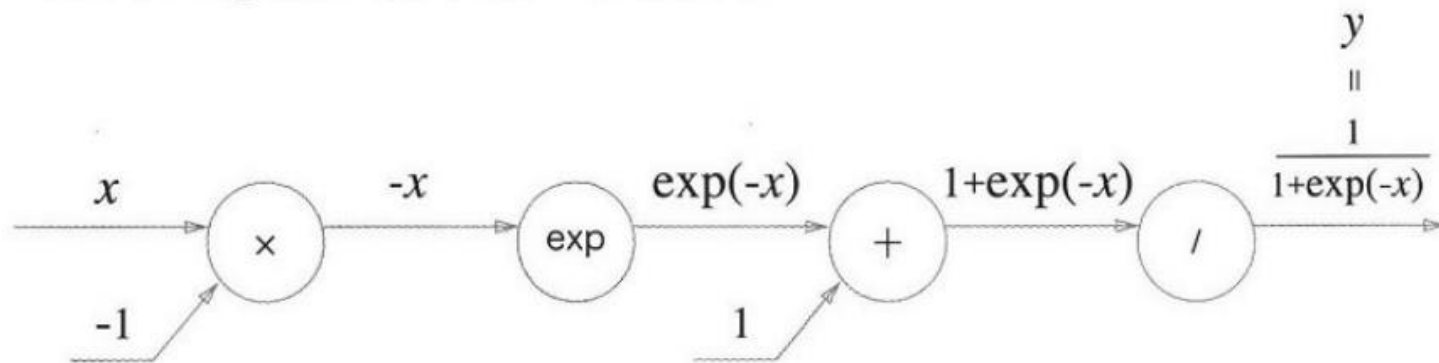 y
=
1
1+exp(-x)
x
-x
exp(-x)
1+exp(-x)
×
exp
+
/
-1
1